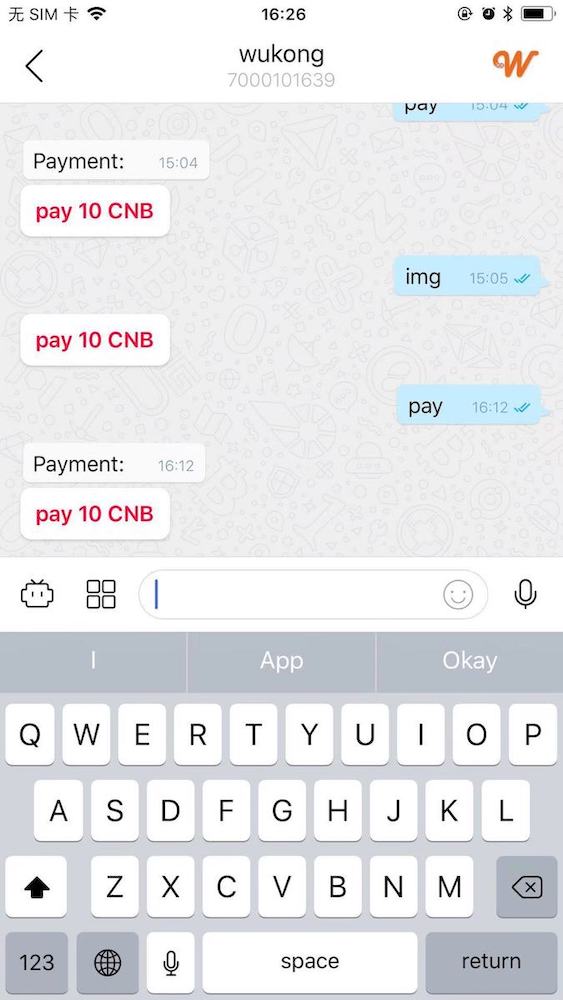 无 SIM 卡 16:26
wukong
7000101639
W
pay 15:04
Payment: 15:04
pay 10 CNB
img 15:05
pay 10 CNB
pay 16:12
Payment: 16:12
pay 10 CNB
I App Okay
Q W E R T Y U I O P
A S D F G H J K L
Z X C V B N M
123 space return